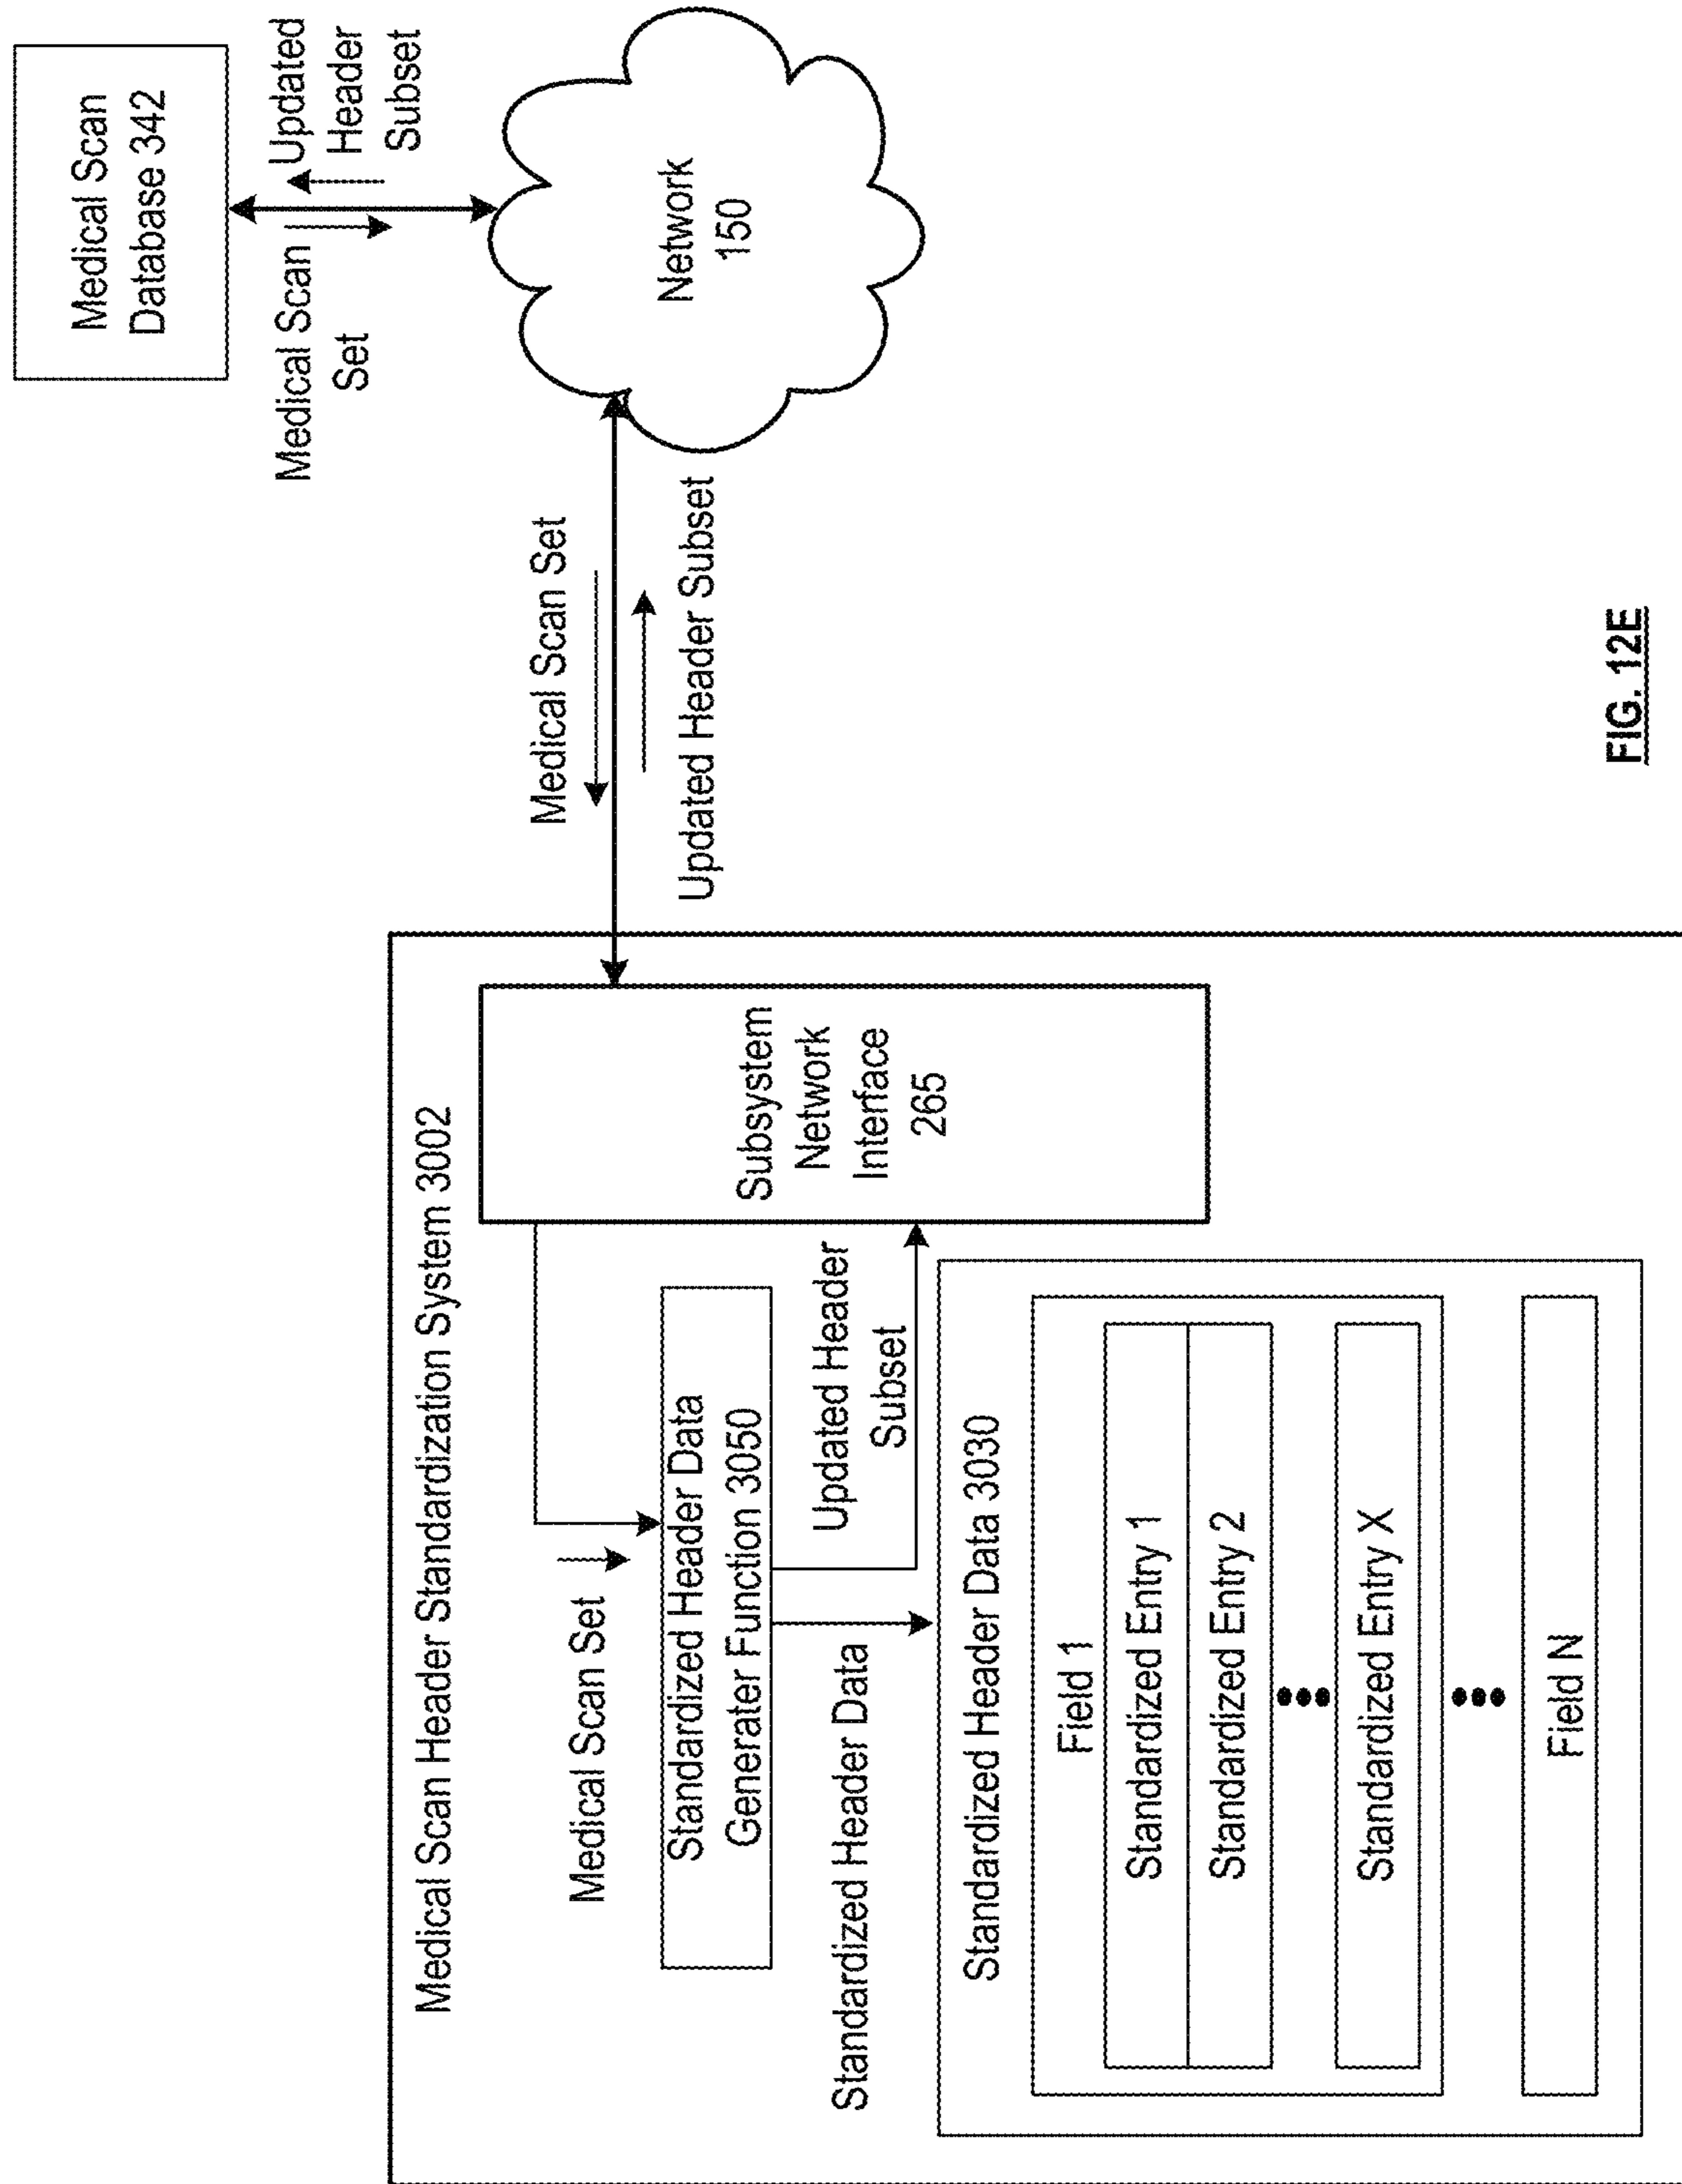 Medical Scan Header Standardization System 3002
Medical Scan Set
Standardized Header Data
Generater Function 3050
Updated Header
Subset
Standardized Header Data
Standardized Header Data 3030
Field 1
Standardized Entry 1
Standardized Entry 2
Standardized Entry X
Field N
Subsystem
Network
Interface
265
Medical Scan Set
Updated Header Subset
Medical Scan
Database 342
Medical Scan
Set
Updated
Header
Subset
Network
150
FIG. 12E